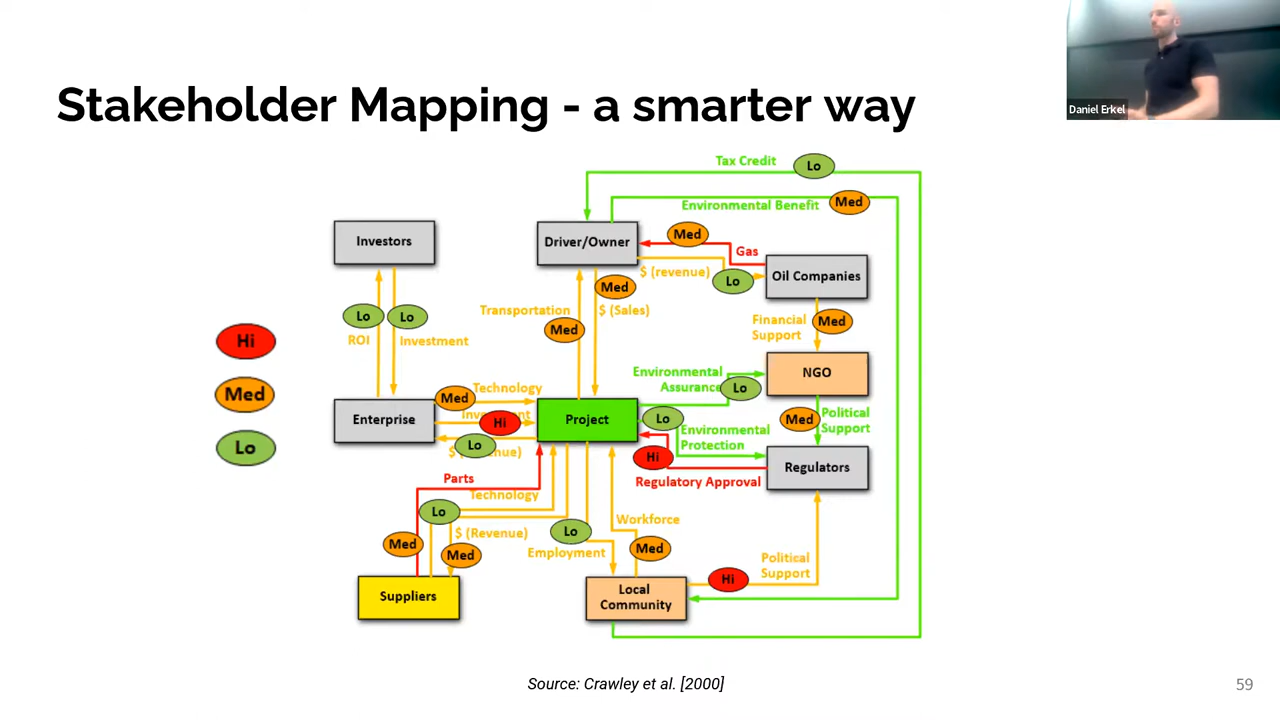 Daniel Erkel
Stakeholder Mapping - a smarter way
Tax Credit
Lo
Environmental Benefit
Med
Investors
Driver/Owner
Med
Gas
Oil Companies
$ (revenue)
Lo
Med
$ (Sales)
Transportation
Med
Lo
Lo
ROI
Investment
Financial
Support
Med
Hi
Med
Lo
Environmental
Assurance
Lo
NGO
Technology
Med
Enterprise
Hi
Lo
Project
Lo
Environmental
Protection
Med
Political
Support
Hi
Regulators
Regulatory Approval
Parts
Technology
Lo
$ (Revenue)
Med
Med
Lo
Employment
Workforce
Med
Suppliers
Local
Community
Hi
Political
Support
Source: Crawley et al. [2000]
59